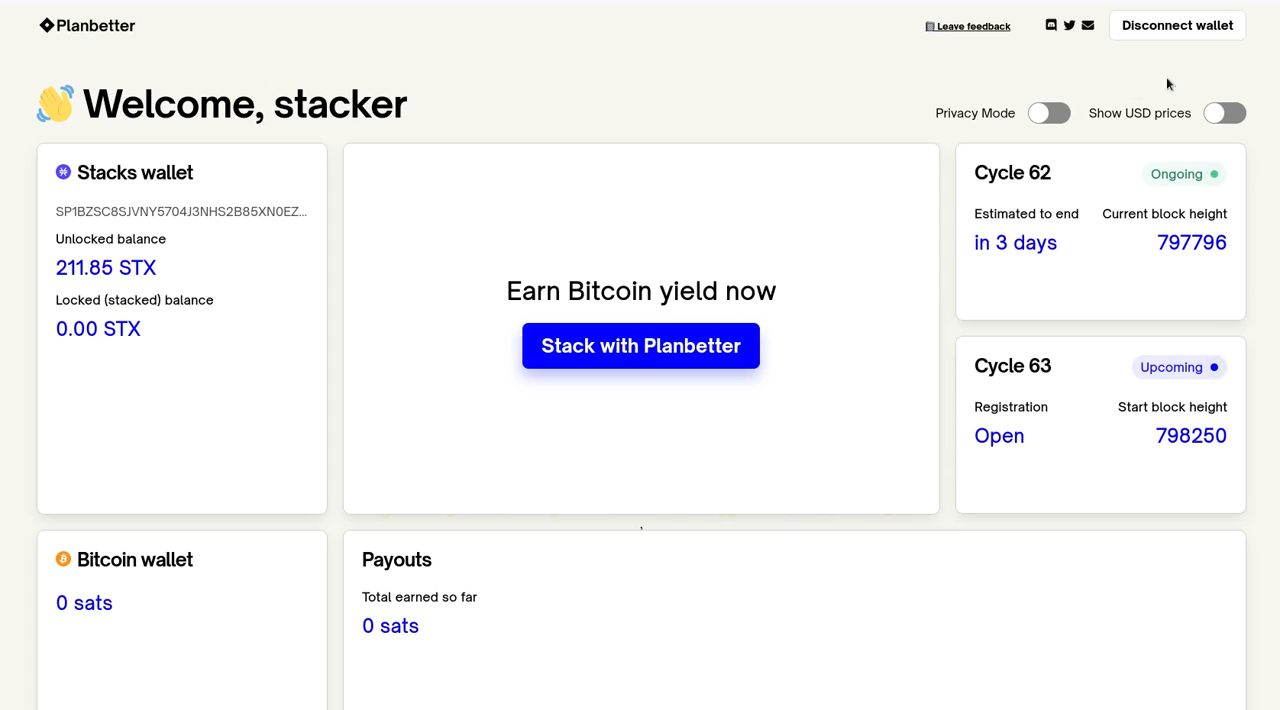 Planbetter
Leave feedback
Disconnect wallet
Welcome, stacker
Privacy Mode
Show USD prices
Stacks wallet
SP1BZSC8SJVNY5704J3NHS2B85XN0EZ...
Unlocked balance
211.85 STX
Locked (stacked) balance
0.00 STX
Earn Bitcoin yield now
Stack with Planbetter
Cycle 62
Ongoing
Estimated to end
Current block height
in 3 days
797796
Cycle 63
Upcoming
Registration
Start block height
Open
798250
Bitcoin wallet
0 sats
Payouts
Total earned so far
0 sats